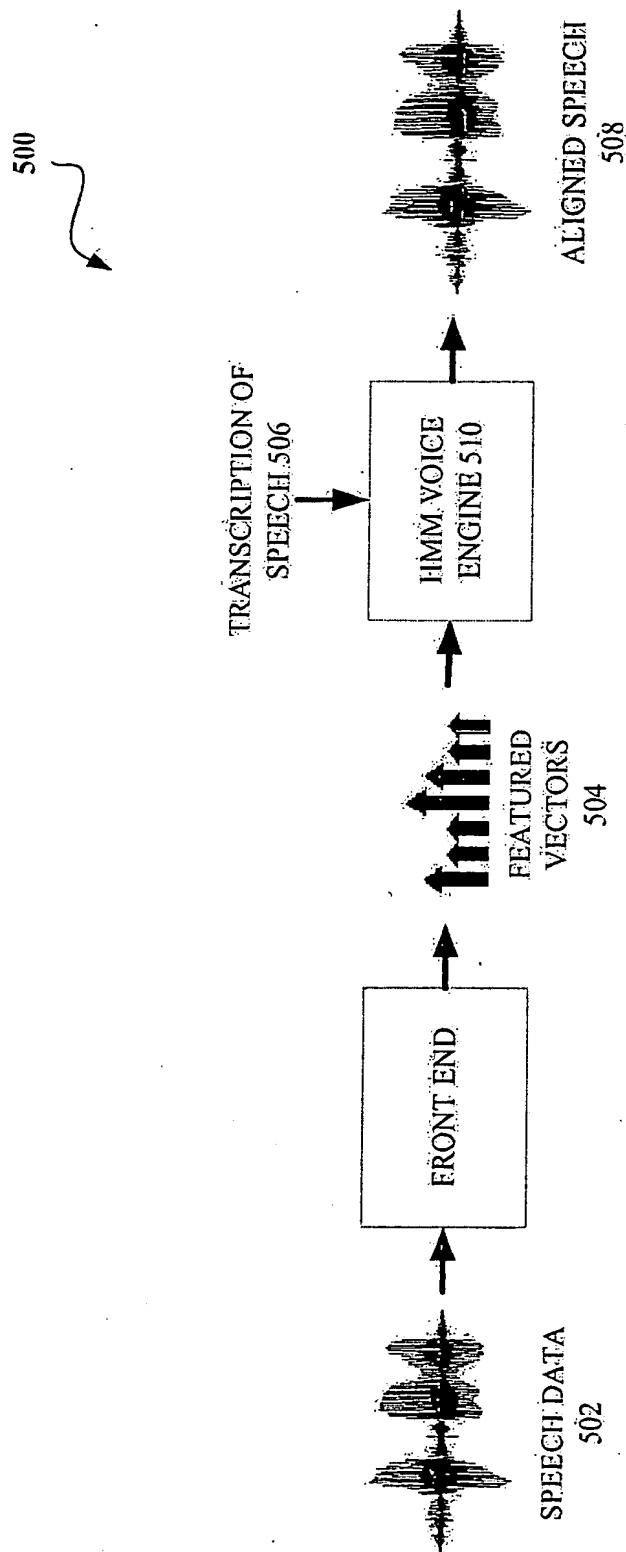 500
SPEECH DATA
502
FRONT END
FEATURED
VECTORS
504
TRANSCRIPTION OF
SPEECH 506
HMM VOICE
ENGINE 510
ALIGNED SPEECH
508